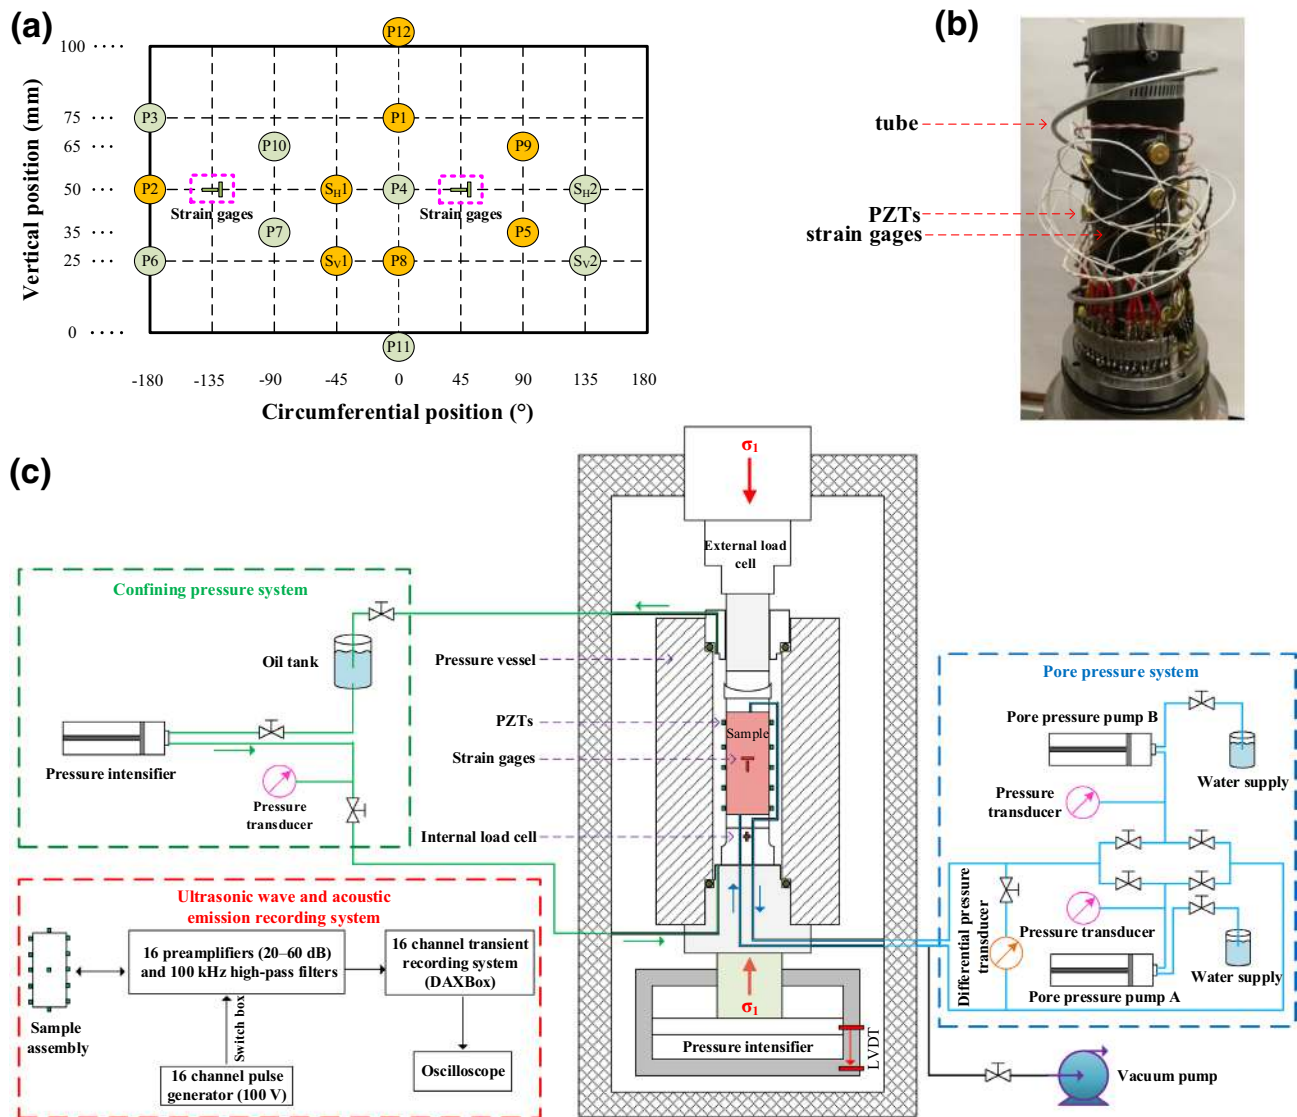 (a)
Vertical position (mm)
100
75
65
50
35
25
0
P12
P3
P1
P10
P9
P2
SH1
P4
SH2
Strain gages
Strain gages
P7
P5
P6
SV1
P8
SV2
P11
-180 -135 -90 -45 0 45 90 135 180
Circumferential position (°)
(b)
tube
PZTs
strain gages
(c)
σ1
External load
cell
Confining pressure system
Oil tank
Pressure intensifier
Pressure
transducer
Pressure vessel
PZTs
Sample
Strain gages
Internal load cell
σ1
Pressure intensifier
LVDT
Pore pressure system
Pore pressure pump B
Water supply
Pressure
transducer
Differential pressure
transducer
Pressure transducer
Pore pressure pump A
Water supply
Vacuum pump
Ultrasonic wave and acoustic
emission recording system
16 preamplifiers (20–60 dB)
and 100 kHz high-pass filters
16 channel transient
recording system
(DAXBox)
Sample
assembly
Switch box
16 channel pulse
generator (100 V)
Oscilloscope